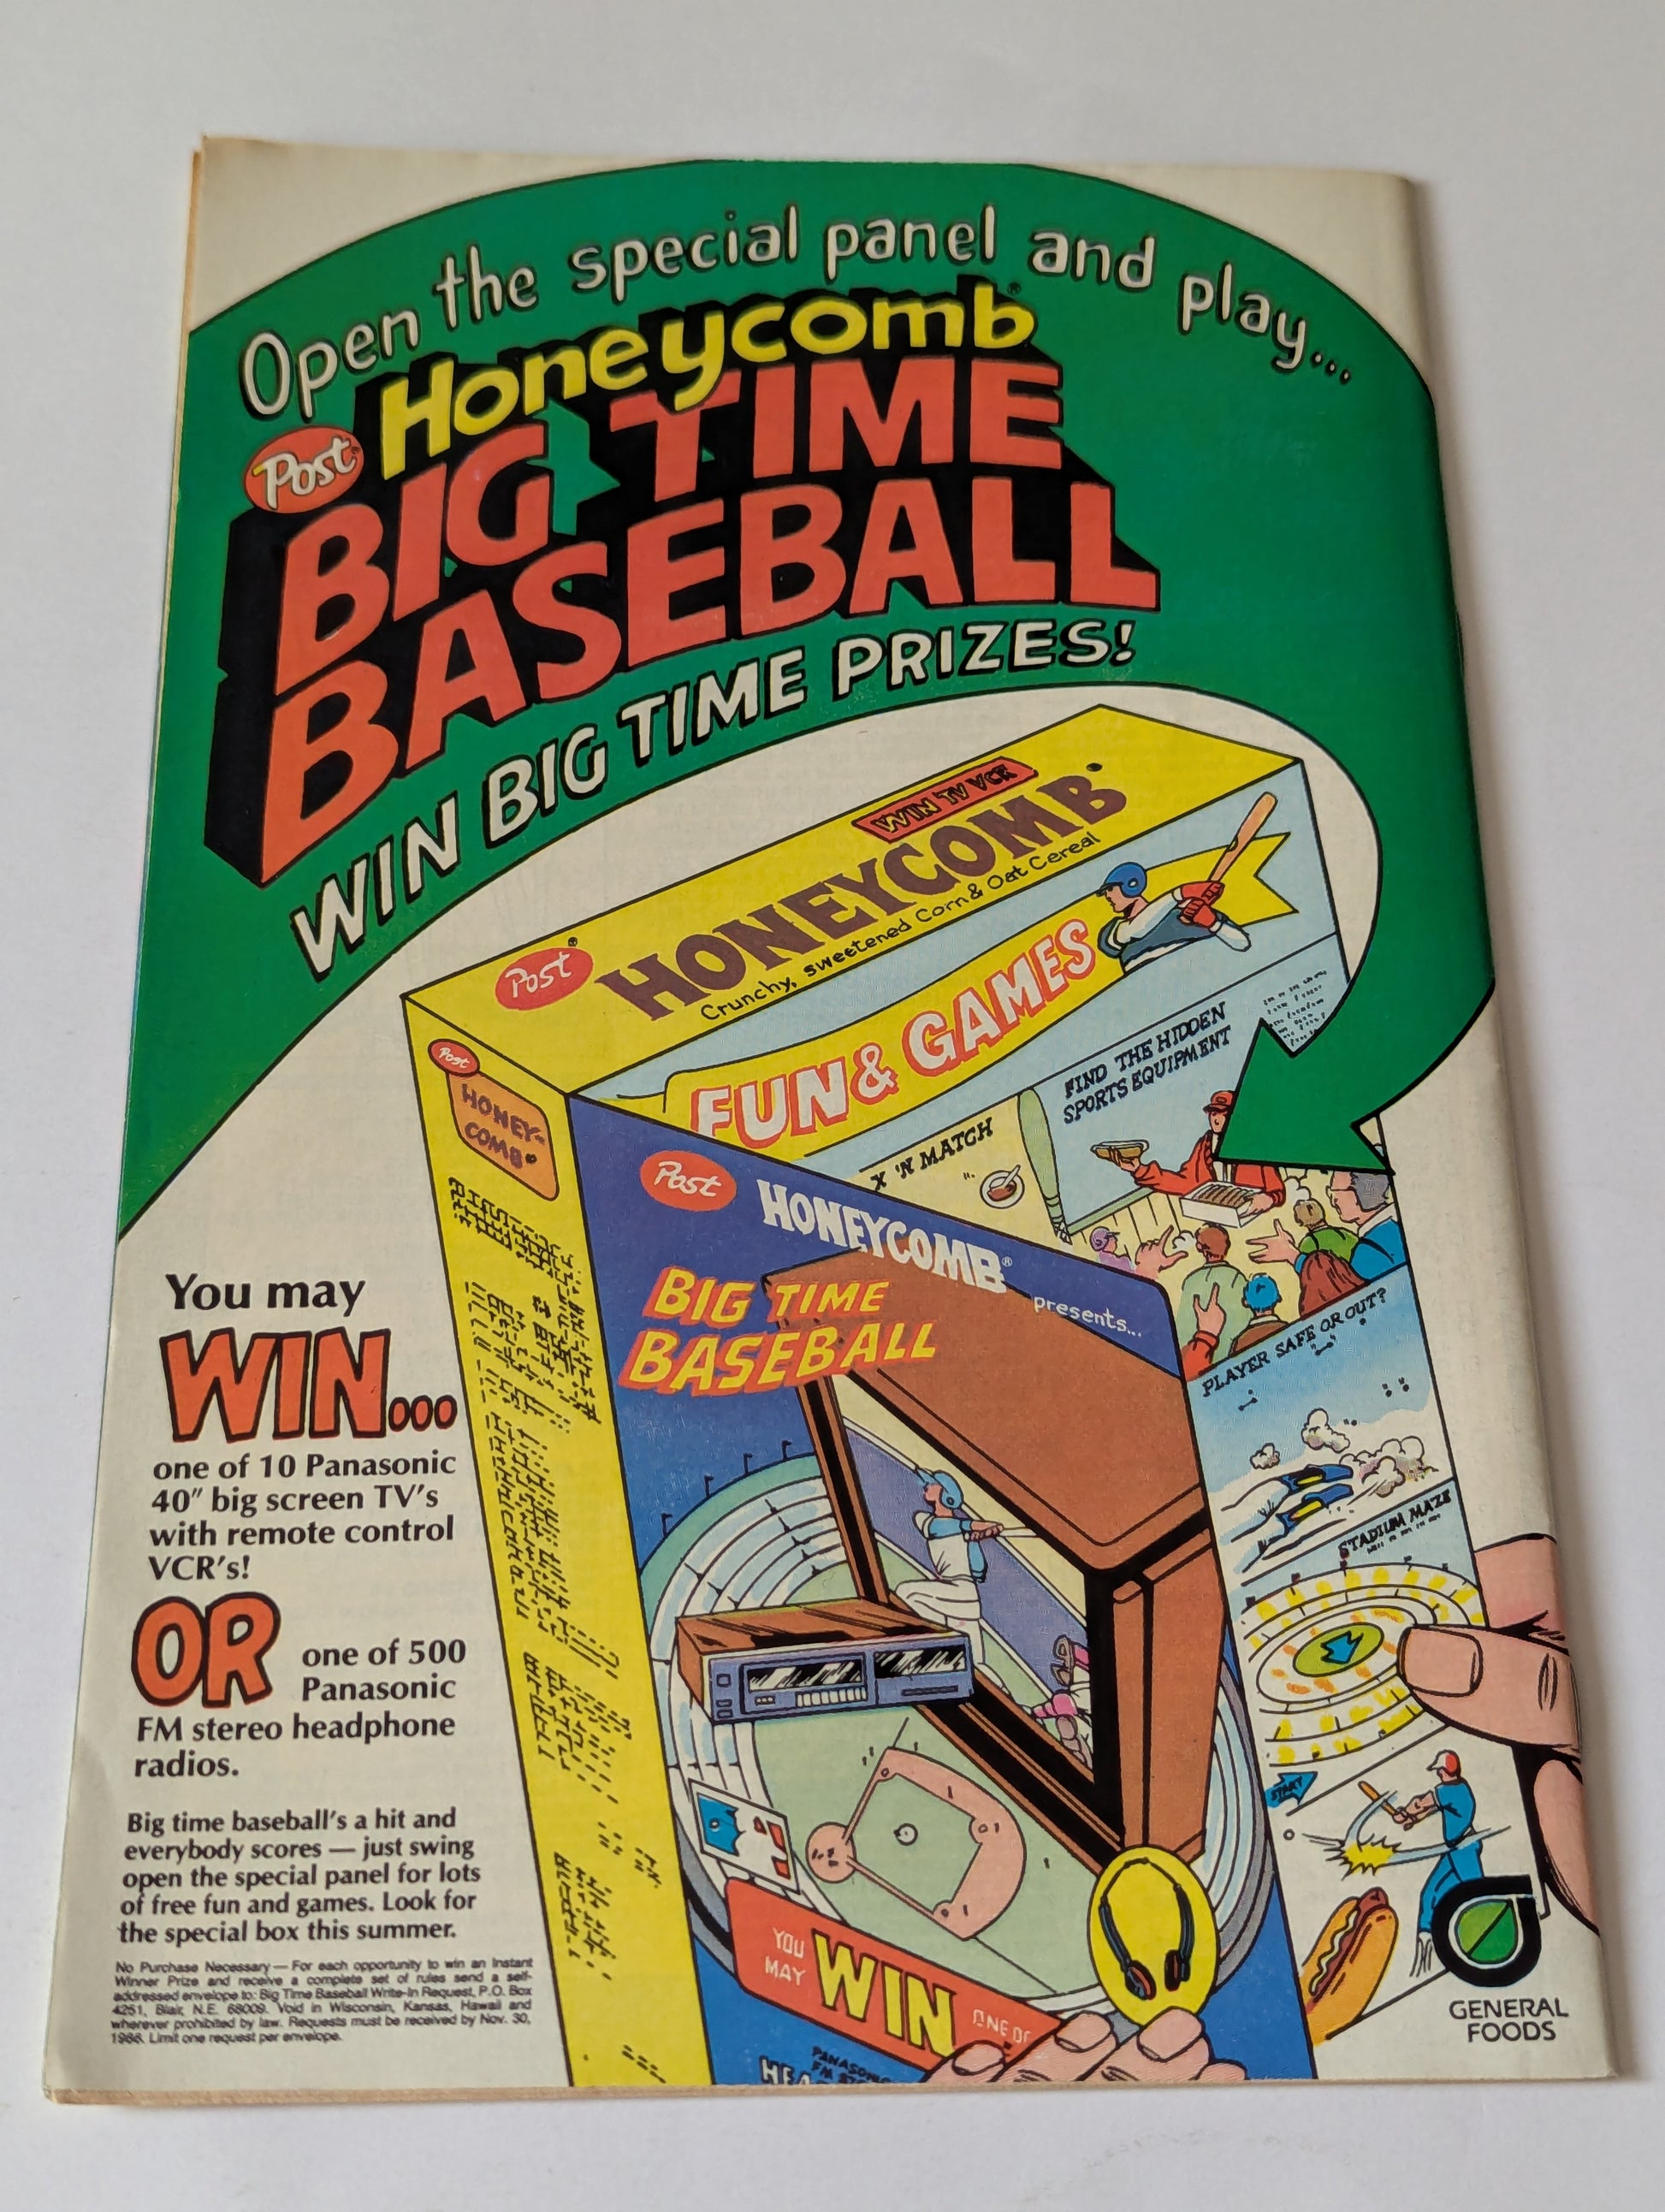 Open the special panel and play...
Post Honeycomb®
BIG TIME
BASEBALL
WIN BIG TIME PRIZES!
WIN TV VCR
Post® HONEYCOMB®
Crunchy, sweetened Corn & Oat Cereal
FUN & GAMES
FIND THE HIDDEN
SPORTS EQUIPMENT
X 'N MATCH
PLAYER SAFE OR OUT?
STADIUM MAZE
START
Post
HONEY-
COMB®
Post HONEYCOMB®
BIG TIME
BASEBALL
presents...
YOU
MAY
WIN
ONE OF
PANASONIC
You may
WIN...
one of 10 Panasonic
40" big screen TV's
with remote control
VCR's!
OR one of 500
Panasonic
FM stereo headphone
radios.
Big time baseball's a hit and
everybody scores — just swing
open the special panel for lots
of free fun and games. Look for
the special box this summer.
No Purchase Necessary — For each opportunity to win an Instant
Winner Prize and receive a complete set of rules send a self-
addressed envelope to: Big Time Baseball Write-In Request, P.O. Box
4251, Blair, N.E. 68009. Void in Wisconsin, Kansas, Hawaii and
wherever prohibited by law. Requests must be received by Nov. 30,
1986. Limit one request per envelope.
GENERAL
FOODS